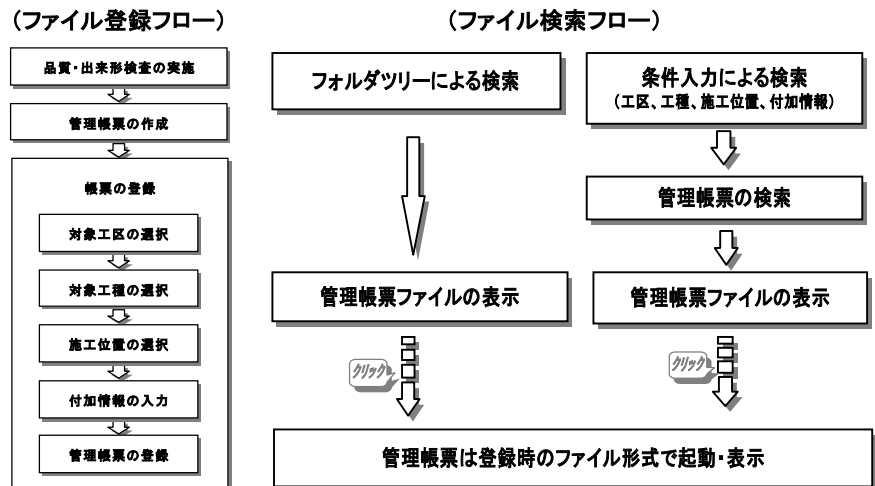 (ファイル登録フロー)
品質・出来形検査の実施
管理帳票の作成
帳票の登録
対象工区の選択
対象工種の選択
施工位置の選択
付加情報の入力
管理帳票の登録
(ファイル検索フロー)
フォルダツリーによる検索
管理帳票ファイルの表示
クリック
条件入力による検索
(工区、工種、施工位置、付加情報)
管理帳票の検索
管理帳票ファイルの表示
クリック
管理帳票は登録時のファイル形式で起動・表示